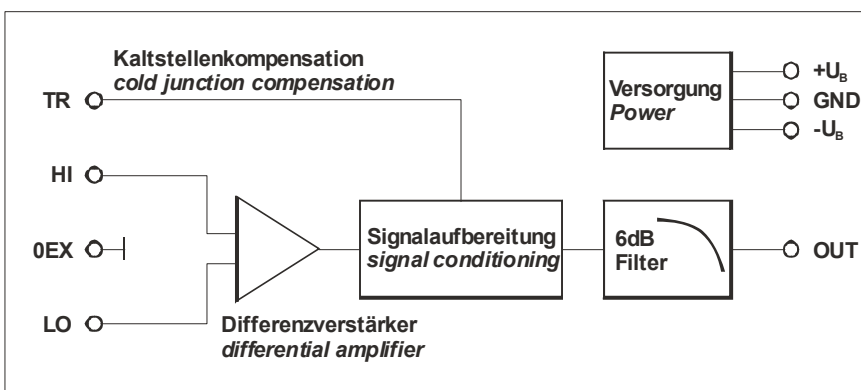 Kaltstellenkompensation
cold junction compensation
TR
HI
0EX
LO
Differenzverstärker
differential amplifier
Signalaufbereitung
signal conditioning
Versorgung
Power
+UB
GND
-UB
6dB
Filter
OUT